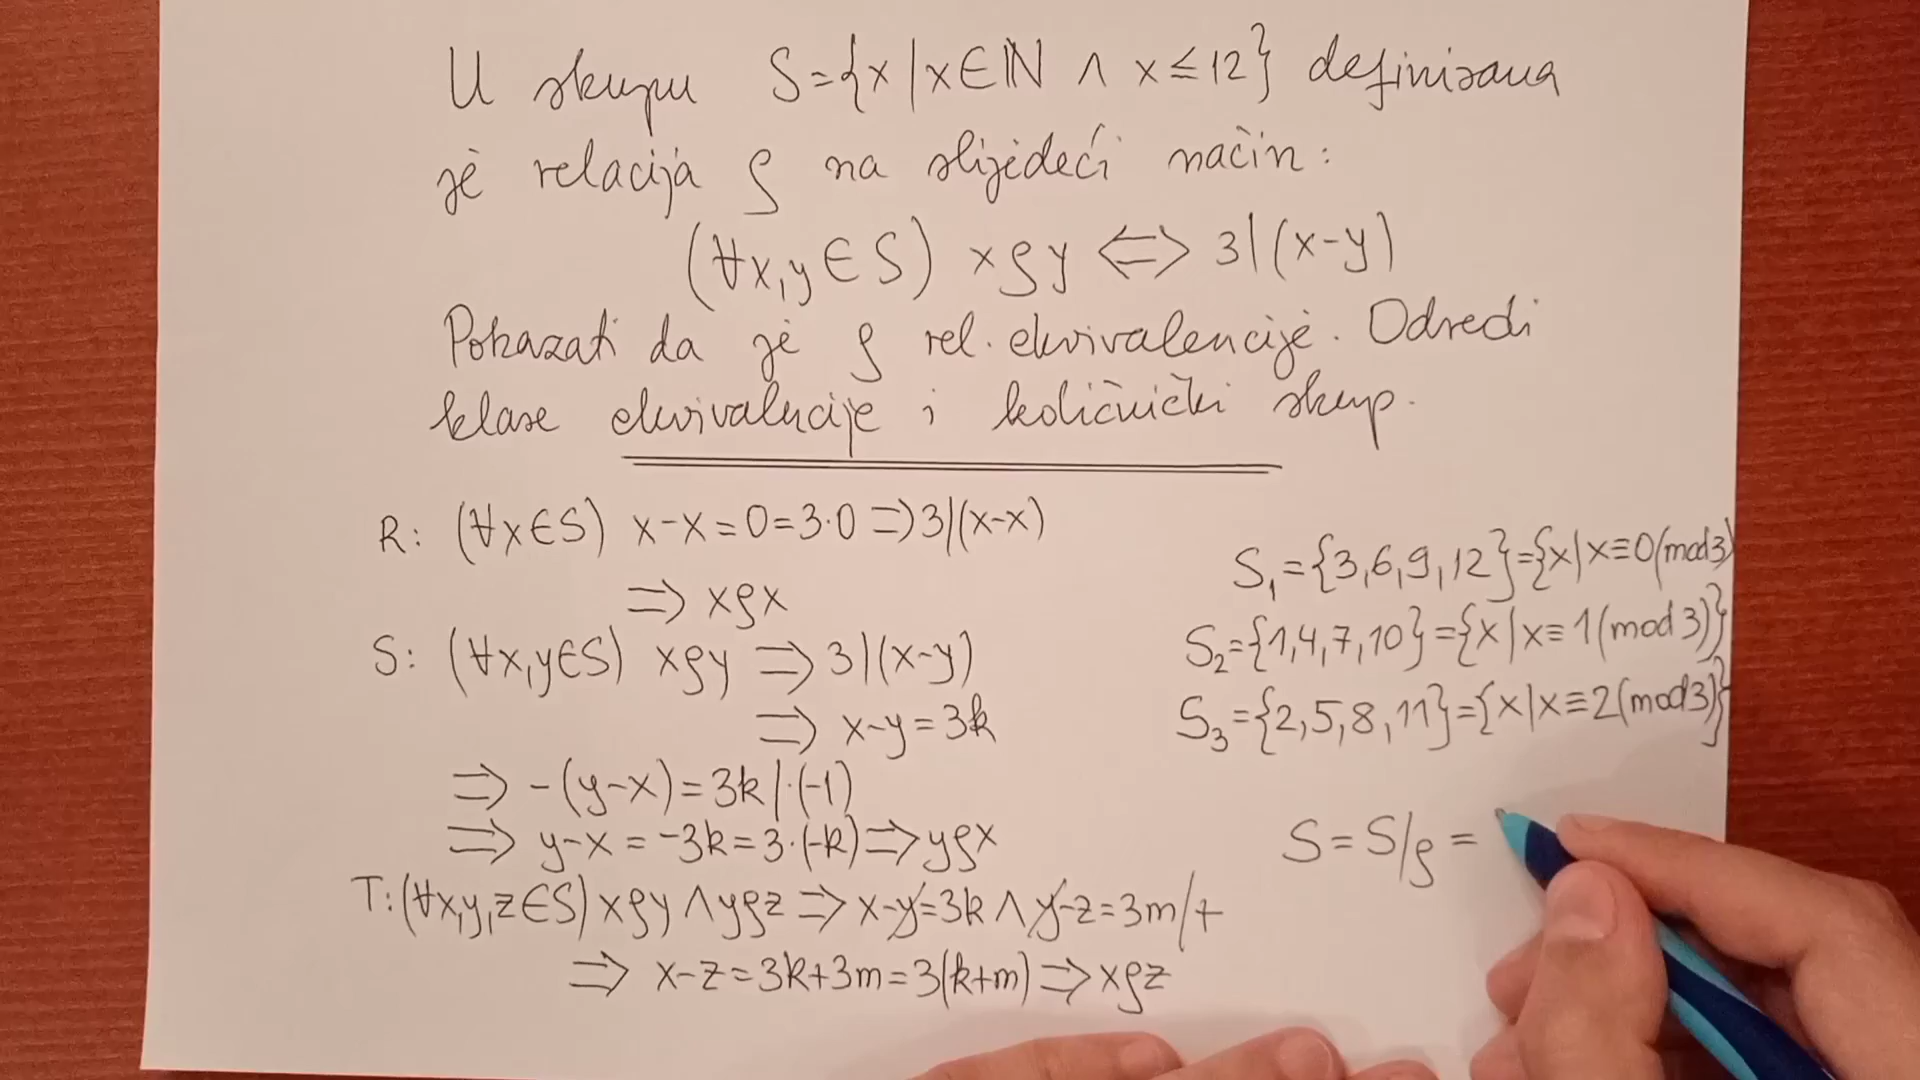 U skupu S={x|x∈ℕ ∧ x≤12} definisana
je relacija ρ na slijedeći način:
(∀x,y∈S) xρy ⟺ 3|(x-y)
Pokazati da je ρ rel. ekvivalencije. Odredi
klase ekvivalencije i količnički skup.
R: (∀x∈S) x-x=0=3·0⇒3|(x-x)
⇒ xρx
S: (∀x,y∈S) xρy ⇒ 3|(x-y)
⇒ x-y=3k
⇒ -(y-x)=3k/·(-1)
⇒ y-x=-3k=3·(-k)⇒yρx
T:(∀x,y,z∈S) xρy ∧ yρz ⇒ x-y=3k ∧ y-z=3m/+
⇒ x-z=3k+3m=3(k+m)⇒xρz
S₁={3,6,9,12}={x|x≡0(mod3)
S₂={1,4,7,10}={x|x≡1(mod3)}
S₃={2,5,8,11}={x|x≡2(mod3)}
S=S/ρ=